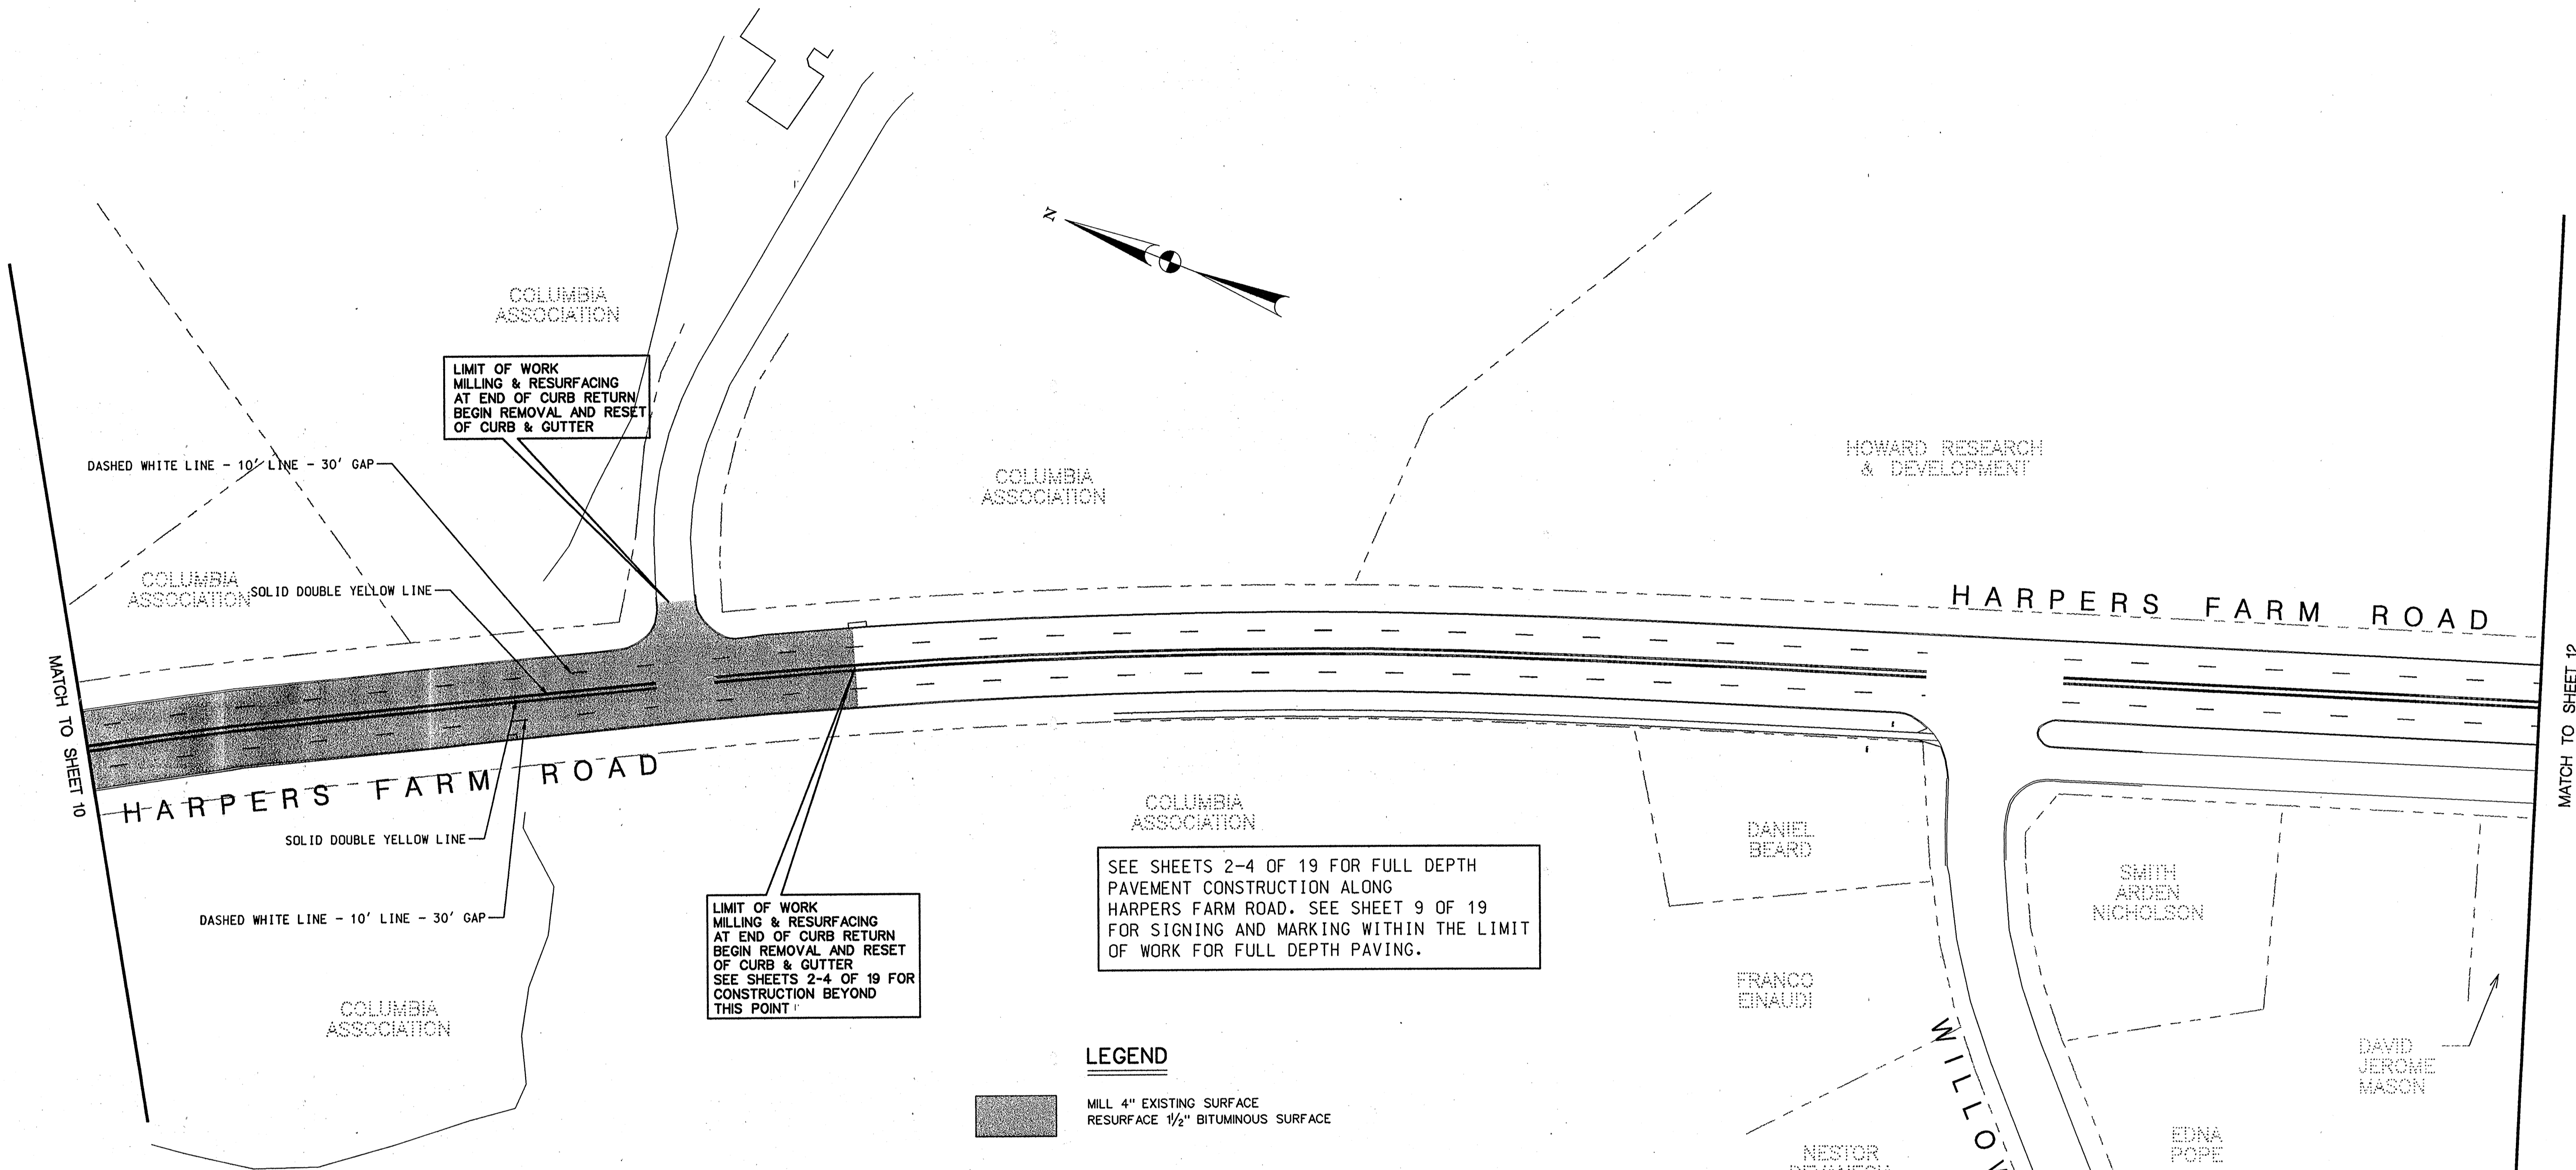 N
COLUMBIA
ASSOCIATION
LIMIT OF WORK
MILLING & RESURFACING
AT END OF CURB RETURN
BEGIN REMOVAL AND RESET
OF CURB & GUTTER
DASHED WHITE LINE - 10' LINE - 30' GAP
COLUMBIA
ASSOCIATION
HOWARD RESEARCH
& DEVELOPMENT
COLUMBIA
ASSOCIATION
SOLID DOUBLE YELLOW LINE
HARPERS FARM ROAD
MATCH TO SHEET 10
MATCH TO SHEET 12
HARPERS FARM ROAD
SOLID DOUBLE YELLOW LINE
DASHED WHITE LINE - 10' LINE - 30' GAP
COLUMBIA
ASSOCIATION
DANIEL
BEARD
SEE SHEETS 2-4 OF 19 FOR FULL DEPTH
PAVEMENT CONSTRUCTION ALONG
HARPERS FARM ROAD. SEE SHEET 9 OF 19
FOR SIGNING AND MARKING WITHIN THE LIMIT
OF WORK FOR FULL DEPTH PAVING.
SMITH
ARDEN
NICHOLSON
LIMIT OF WORK
MILLING & RESURFACING
AT END OF CURB RETURN
BEGIN REMOVAL AND RESET
OF CURB & GUTTER
SEE SHEETS 2-4 OF 19 FOR
CONSTRUCTION BEYOND
THIS POINT
FRANCO
EINAUDI
COLUMBIA
ASSOCIATION
DAVID
JEROME
MASON
LEGEND
MILL 4" EXISTING SURFACE
RESURFACE 1 1/2" BITUMINOUS SURFACE
WILLOW
EDNA
POPE
NESTOR